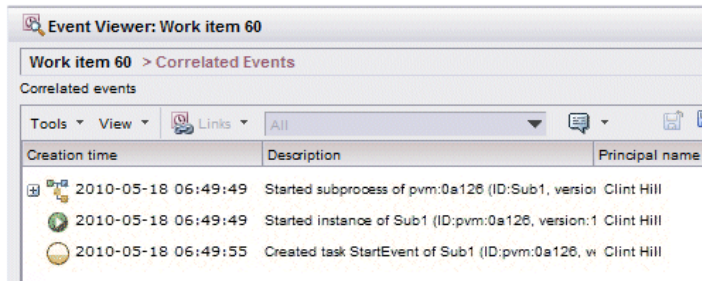 Event Viewer: Work item 60
Work item 60 > Correlated Events
Correlated events
Tools View Links All
Creation time Description Principal name
2010-05-18 06:49:49 Started subprocess of pvm:0a126 (ID:Sub1, version Clint Hill
2010-05-18 06:49:49 Started instance of Sub1 (ID:pvm:0a126, version:1 Clint Hill
2010-05-18 06:49:55 Created task StartEvent of Sub1 (ID:pvm:0a126, ve Clint Hill